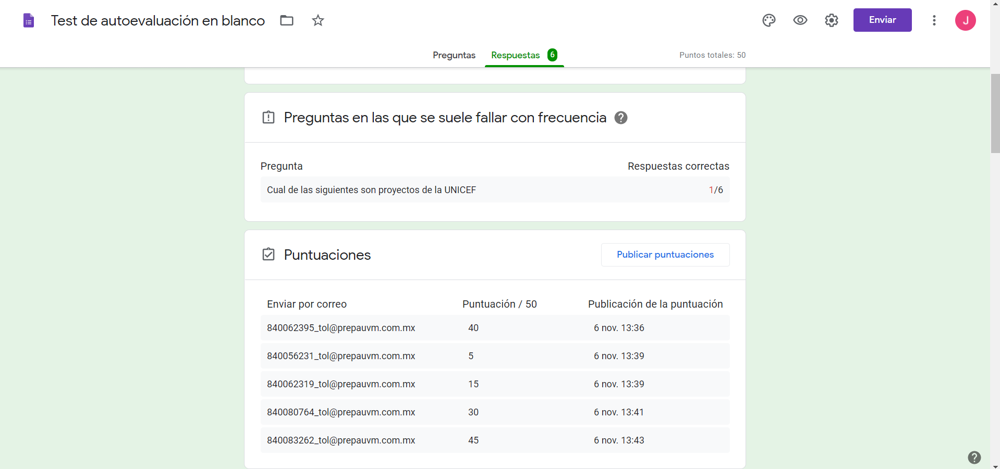 Test de autoevaluación en blanco
Enviar
J
Preguntas
Respuestas 6
Puntos totales: 50
Preguntas en las que se suele fallar con frecuencia
Pregunta Respuestas correctas
Cual de las siguientes son proyectos de la UNICEF 1/6
Puntuaciones
Publicar puntuaciones
Enviar por correo Puntuación / 50 Publicación de la puntuación
840062395_tol@prepauvm.com.mx 40 6 nov. 13:36
840056231_tol@prepauvm.com.mx 5 6 nov. 13:39
840062319_tol@prepauvm.com.mx 15 6 nov. 13:39
840080764_tol@prepauvm.com.mx 30 6 nov. 13:41
840083262_tol@prepauvm.com.mx 45 6 nov. 13:43